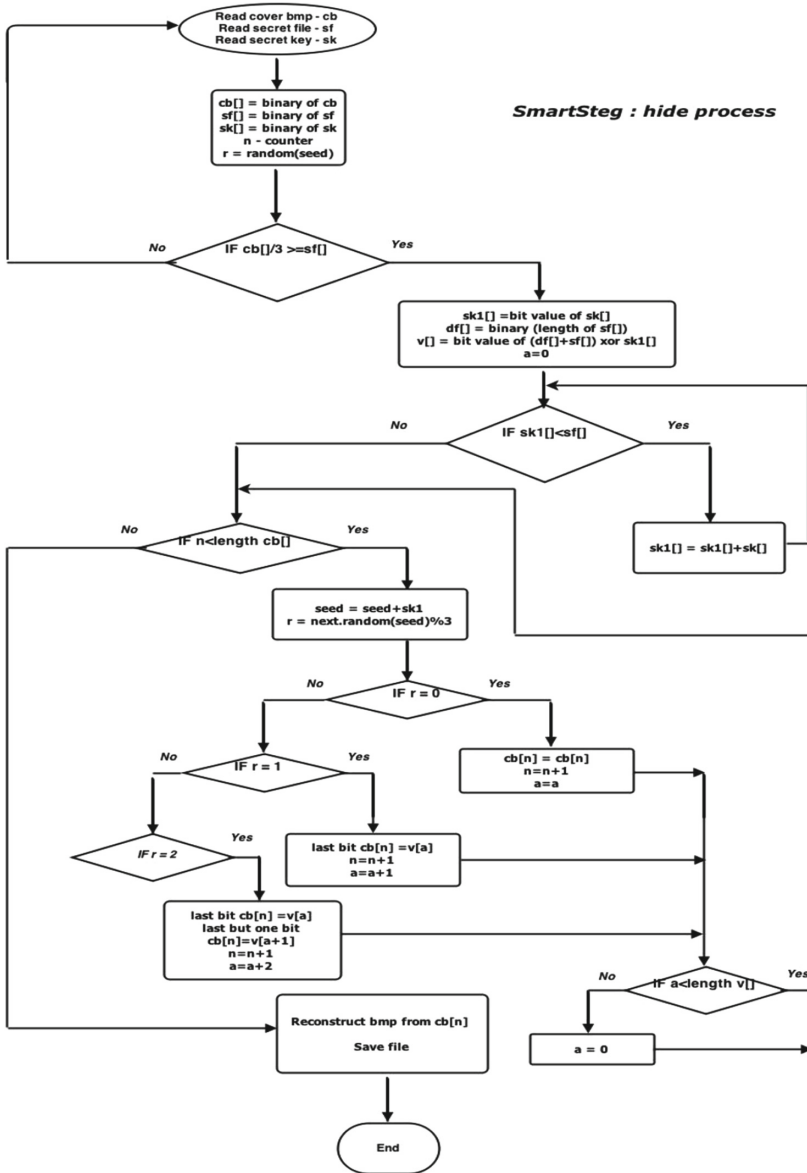 Read cover bmp - cb
Read secret file - sf
Read secret key - sk
cb[] = binary of cb
sf[] = binary of sf
sk[] = binary of sk
n - counter
r = random(seed)
SmartSteg : hide process
No
IF cb[]/3 >=sf[]
Yes
sk1[] =bit value of sk[]
df[] = binary (length of sf[])
v[] = bit value of (df[]+sf[]) xor sk1[]
a=0
No
IF sk1[]<sf[]
Yes
sk1[] = sk1[]+sk[]
No
IF n<length cb[]
Yes
seed = seed+sk1
r = next.random(seed)%3
No
IF r = 0
Yes
cb[n] = cb[n]
n=n+1
a=a
No
IF r = 1
Yes
last bit cb[n] =v[a]
n=n+1
a=a+1
IF r = 2
Yes
last bit cb[n] =v[a]
last but one bit
cb[n]=v[a+1]
n=n+1
a=a+2
No
IF a<length v[]
Yes
a = 0
Reconstruct bmp from cb[n]
Save file
End